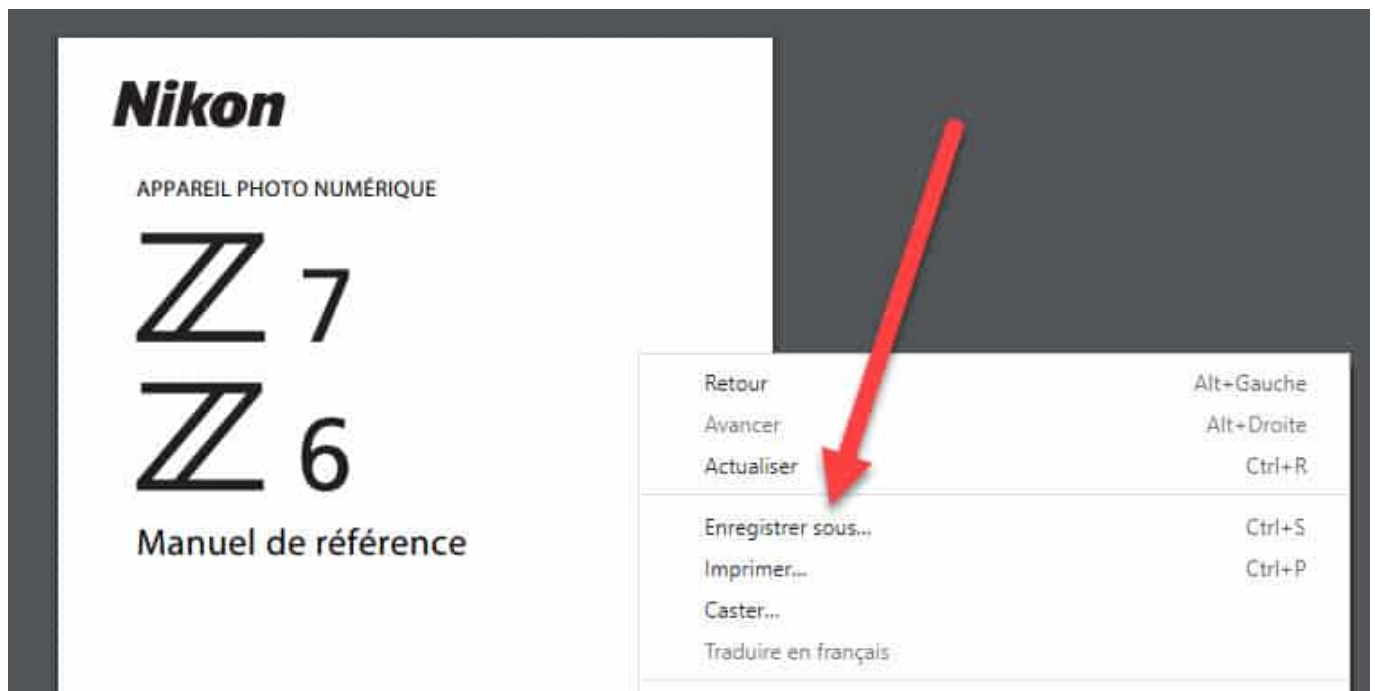 Nikon
APPAREIL PHOTO NUMÉRIQUE
Z 7
Z 6
Manuel de référence
Retour Alt+Gauche
Avancer Alt+Droite
Actualiser Ctrl+R
Enregistrer sous... Ctrl+S
Imprimer... Ctrl+P
Caster...
Traduire en français